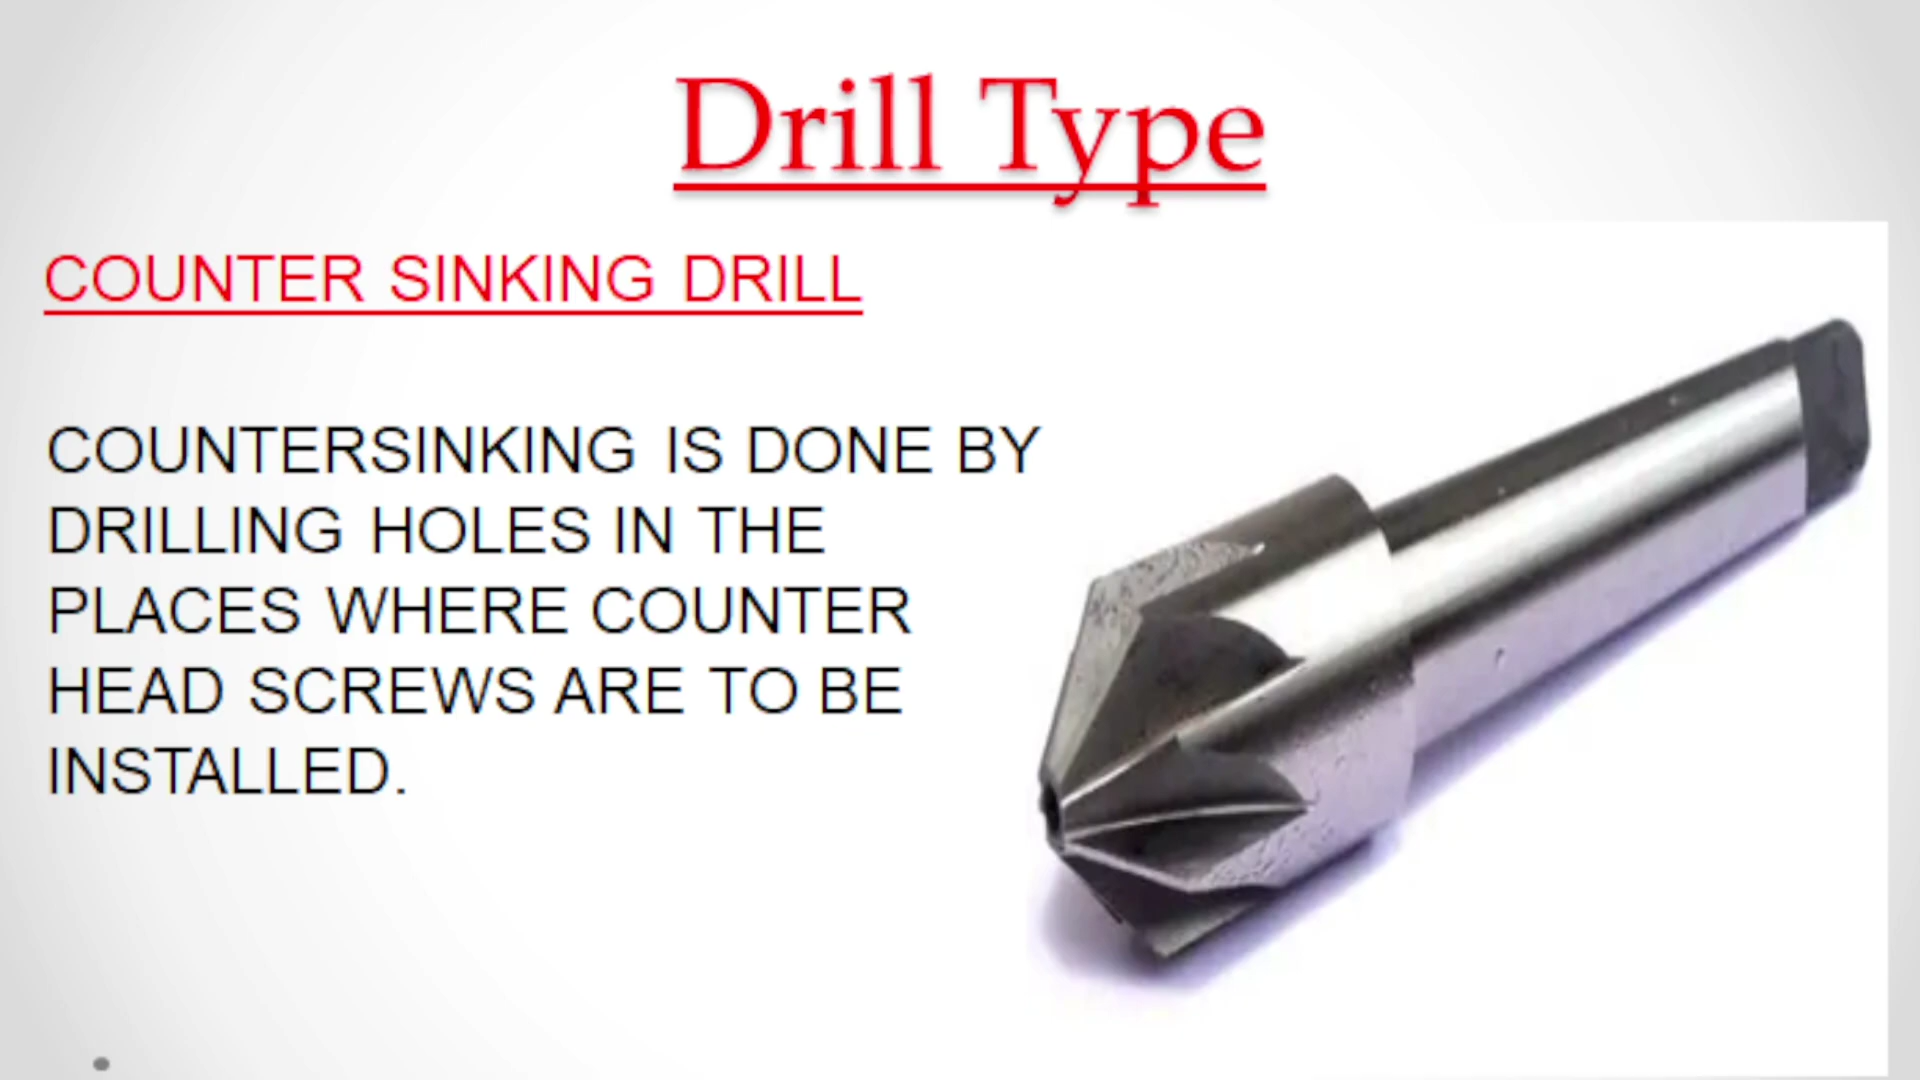 Drill Type
COUNTER SINKING DRILL
COUNTERSINKING IS DONE BY
DRILLING HOLES IN THE
PLACES WHERE COUNTER
HEAD SCREWS ARE TO BE
INSTALLED.